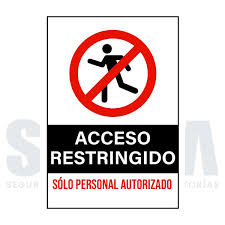 ACCESO
RESTRINGIDO
SÓLO PERSONAL AUTORIZADO